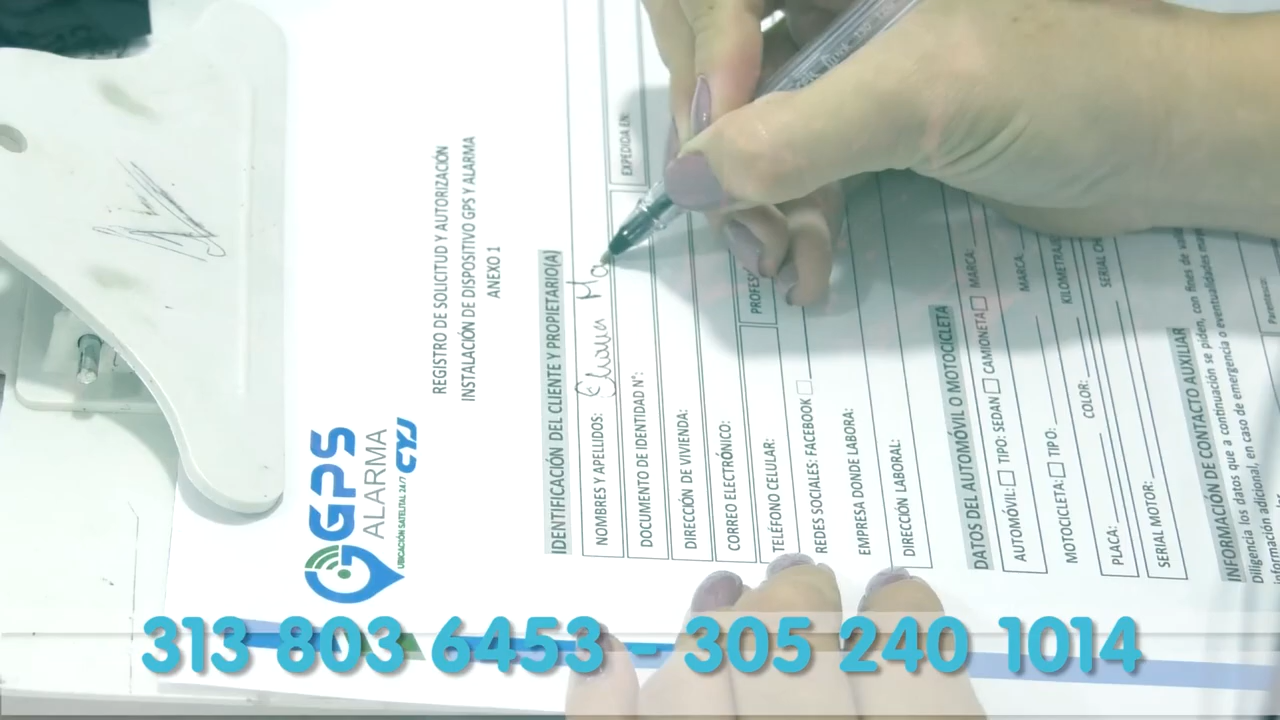 GPS
ALARMA
CYJ
UBICACIÓN SATELITAL 24/7
REGISTRO DE SOLICITUD Y AUTORIZACIÓN
INSTALACIÓN DE DISPOSITIVO GPS Y ALARMA
ANEXO 1
IDENTIFICACIÓN DEL CLIENTE Y PROPIETARIO(A)
NOMBRES Y APELLIDOS: Ma
DOCUMENTO DE IDENTIDAD N°: EXPEDIDA EN:
DIRECCIÓN DE VIVIENDA:
CORREO ELECTRÓNICO:
TELÉFONO CELULAR: PROFES
REDES SOCIALES: FACEBOOK
EMPRESA DONDE LABORA:
DIRECCIÓN LABORAL:
DATOS DEL AUTOMÓVIL O MOTOCICLETA
AUTOMÓVIL: TIPO: SEDAN CAMIONETA MARCA:
MOTOCICLETA: TIPO: MARCA:
PLACA: COLOR: KILOMETRAJ
SERIAL MOTOR: SERIAL CH
INFORMACIÓN DE CONTACTO AUXILIAR
Diligencia los datos que a continuación se piden, con fines de
información adicional, en caso de emergencia o eventualidades
Parentesco:
313 803 6453 - 305 240 1014